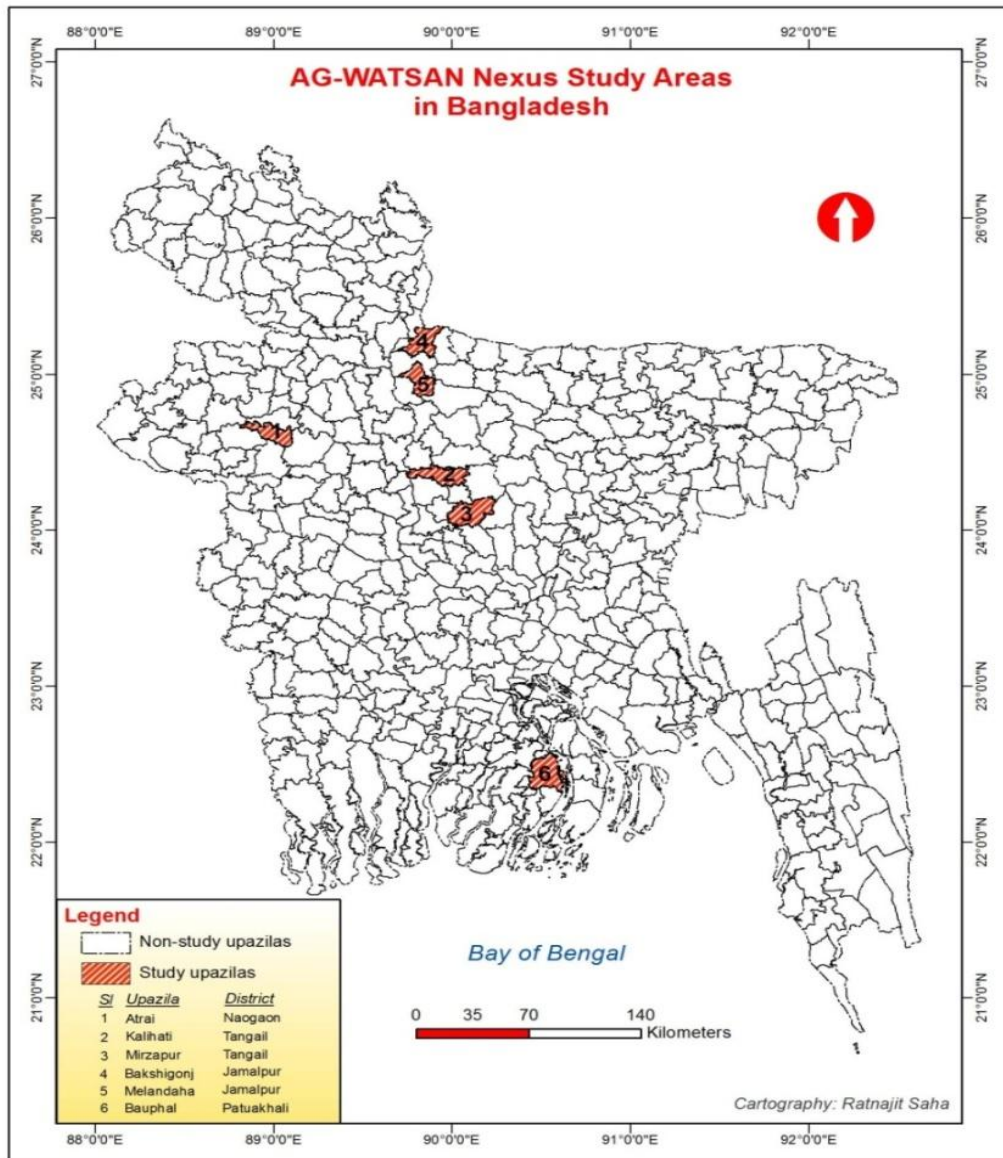 88°0'0"E 89°0'0"E 90°0'0"E 91°0'0"E 92°0'0"E
27°0'0"N 27°0'0"N
AG-WATSAN Nexus Study Areas
in Bangladesh
26°0'0"N 26°0'0"N
4
25°0'0"N 25°0'0"N
5
1
2
3
24°0'0"N 24°0'0"N
23°0'0"N 23°0'0"N
6
22°0'0"N 22°0'0"N
Legend
Non-study upazilas
Study upazilas
Sl Upazila District
1 Atrai Naogaon
2 Kalihati Tangail
3 Mirzapur Tangail
4 Bakshigonj Jamalpur
5 Melandaha Jamalpur
6 Bauphal Patuakhali
Bay of Bengal
21°0'0"N 21°0'0"N
0 35 70 140
Kilometers
Cartography: Ratnajit Saha
88°0'0"E 89°0'0"E 90°0'0"E 91°0'0"E 92°0'0"E